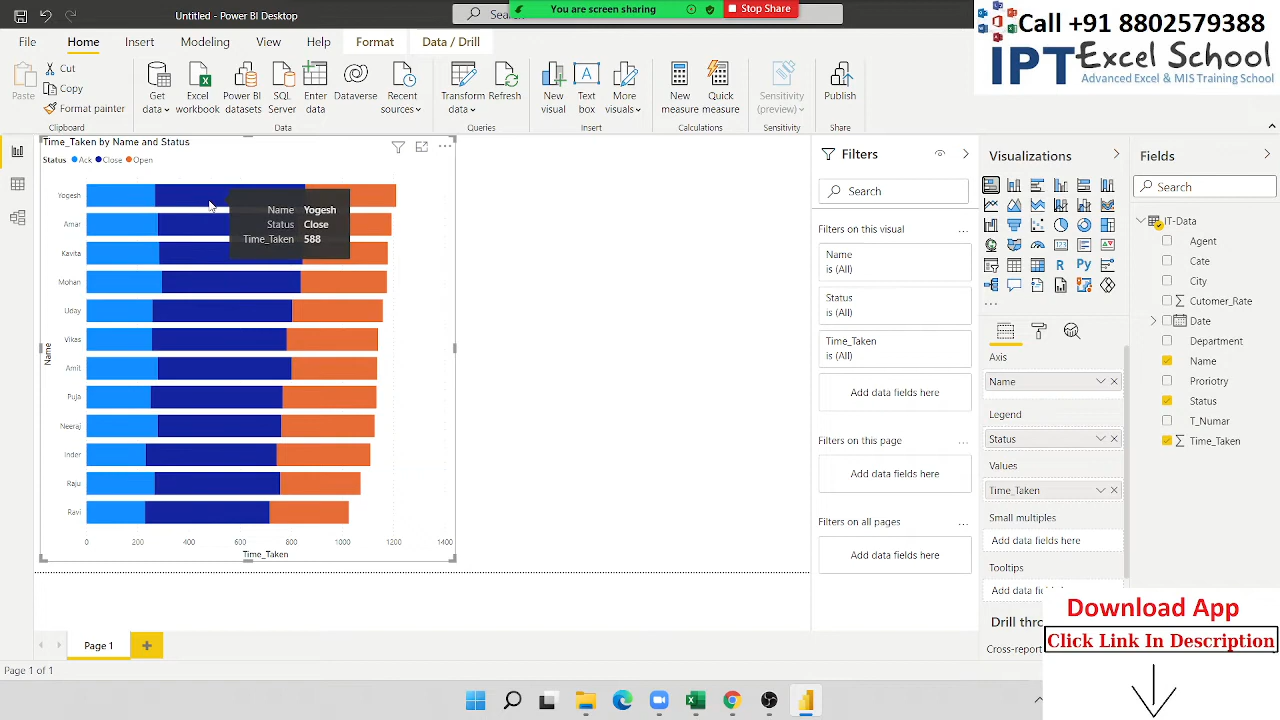 Untitled - Power BI Desktop
You are screen sharing
Stop Share
Call +91 8802579388
IPT Excel School
Advanced Excel & MIS Training School
File
Home
Insert
Modeling
View
Help
Format
Data / Drill
Paste
Cut
Copy
Format painter
Clipboard
Get data
Excel workbook
Power BI datasets
SQL Server
Enter data
Dataverse
Recent sources
Data
Transform data
Refresh
Queries
New visual
Text box
More visuals
Insert
New measure
Quick measure
Calculations
Sensitivity (preview)
Sensitivity
Publish
Share
Time_Taken by Name and Status
Status Ack Close Open
Yogesh
Amar
Kavita
Mohan
Uday
Vikas
Amit
Puja
Neeraj
Inder
Raju
Ravi
Name
0 200 400 600 800 1000 1200 1400
Time_Taken
Name Yogesh
Status Close
Time_Taken 588
Filters
Search
Filters on this visual
Name
is (All)
Status
is (All)
Time_Taken
is (All)
Add data fields here
Filters on this page
Add data fields here
Filters on all pages
Add data fields here
Visualizations
R
Py
Axis
Name
Legend
Status
Values
Time_Taken
Small multiples
Add data fields here
Tooltips
Fields
Search
IT-Data
Agent
Cate
City
Cutomer_Rate
Date
Department
Name
Proriotry
Status
T_Numar
Time_Taken
Download App
Click Link In Description
Page 1
Page 1 of 1